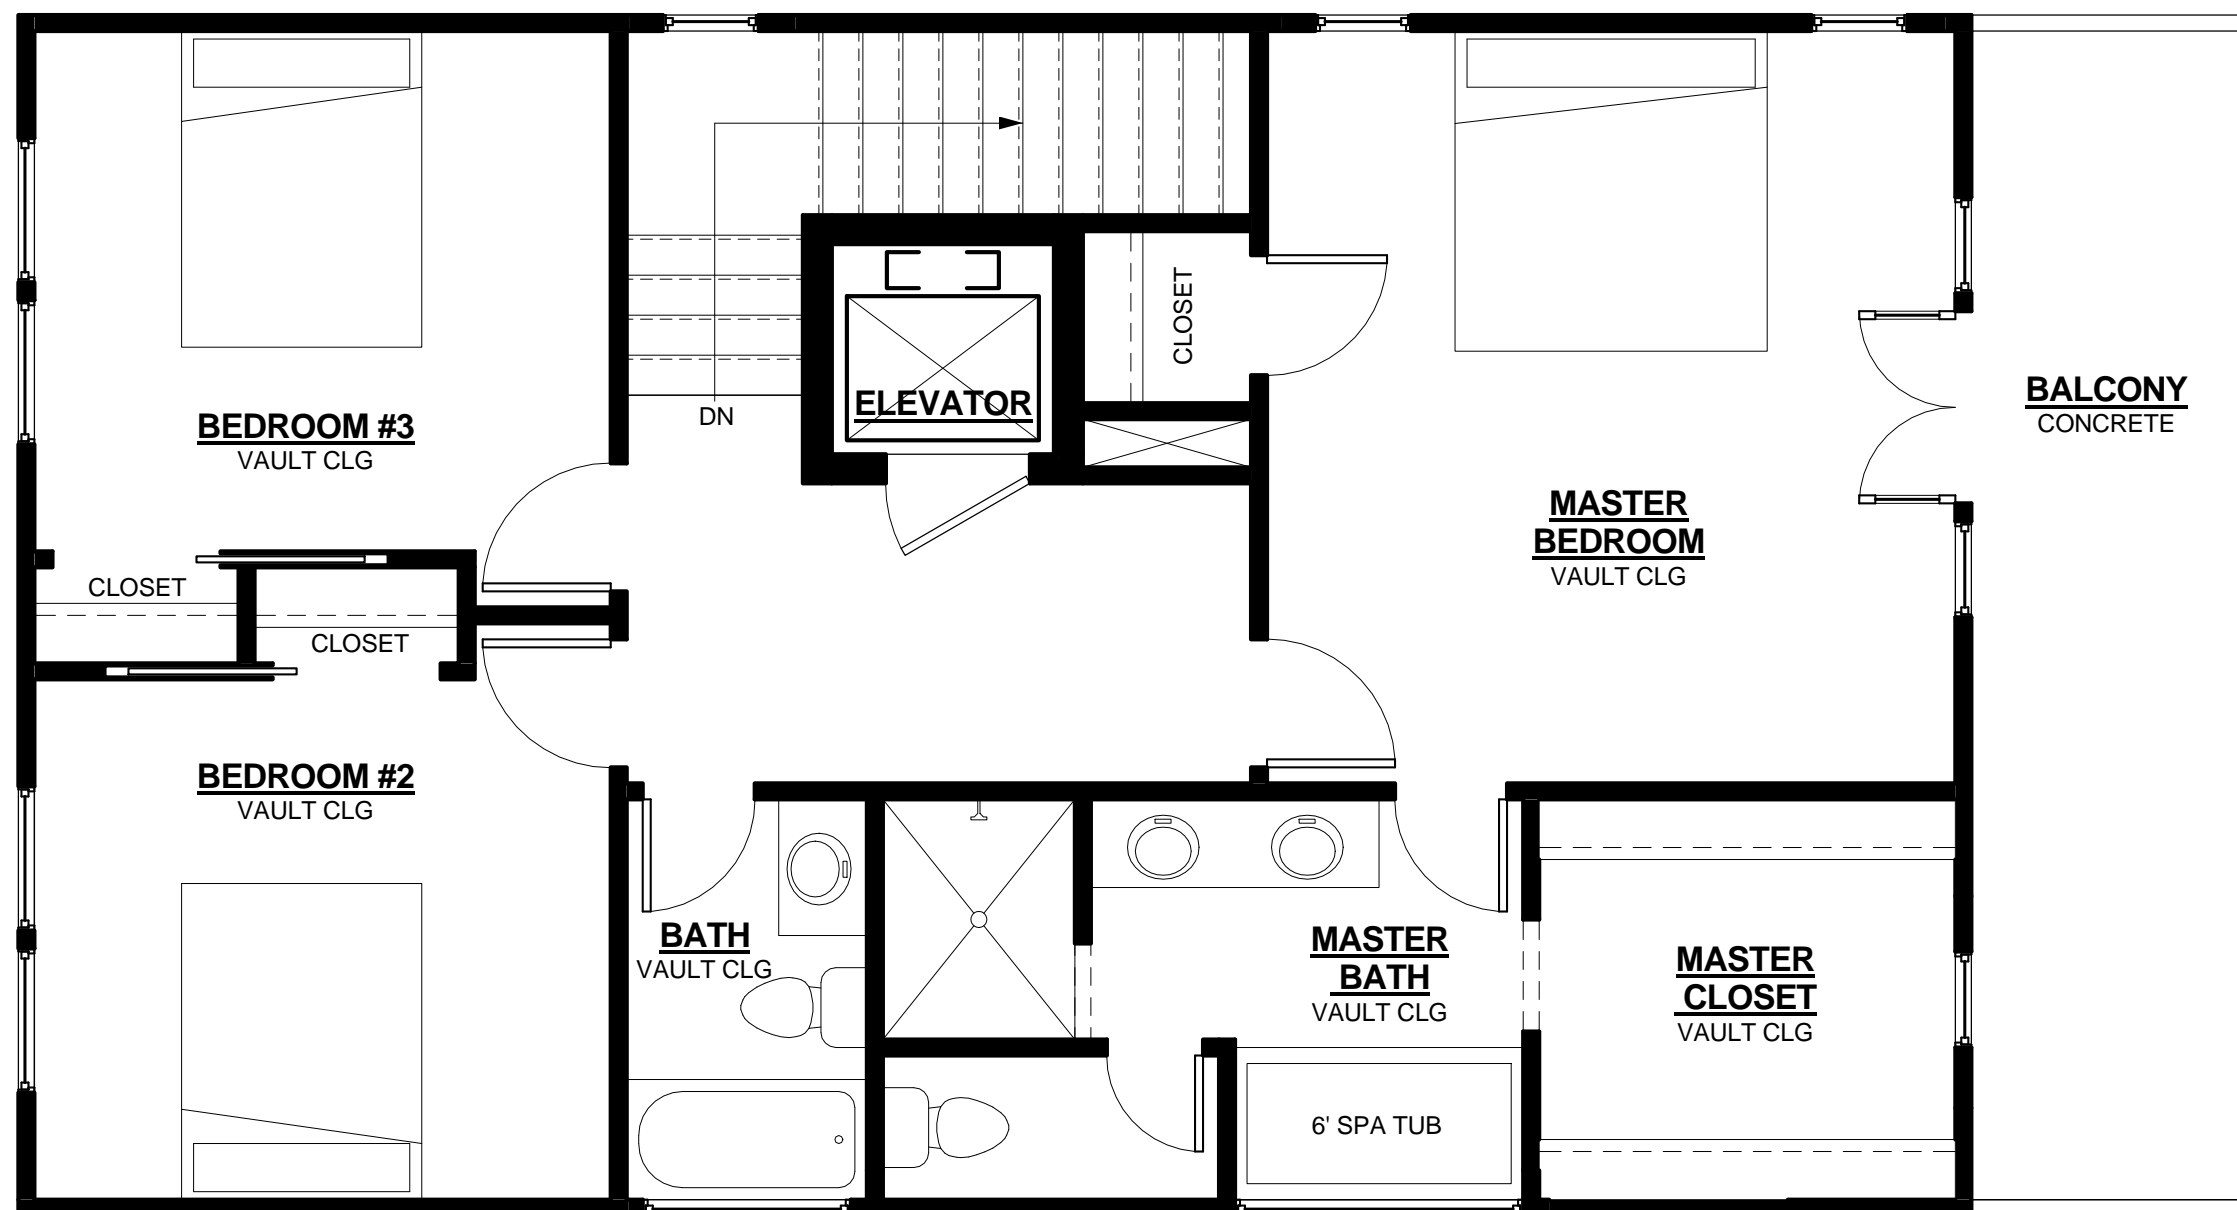 CLOSET
ELEVATOR
DN
BEDROOM #3
VAULT CLG
BALCONY
CONCRETE
MASTER
BEDROOM
VAULT CLG
CLOSET
CLOSET
BEDROOM #2
VAULT CLG
BATH
VAULT CLG
MASTER
BATH
VAULT CLG
MASTER
CLOSET
VAULT CLG
6' SPA TUB